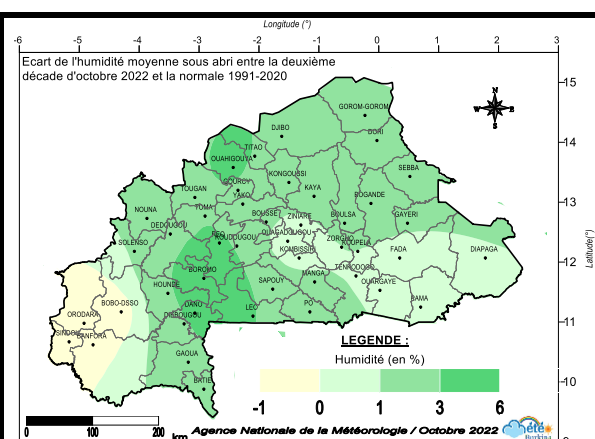 Longitude (°)
-6 -5 -4 -3 -2 -1 0 1 2 3
Ecart de l'humidité moyenne sous abri entre la deuxième
décade d'octobre 2022 et la normale 1991-2020
15
N
W E
S
GOROM-GOROM
DJIBO
DORI
14
TITAO
OUAHIGOUYA
SEBBA
KONGOUSSI
GOURCY
TOUGAN
KAYA
YAKO
BOGANDE
13
NOUNA
TOMA
BOUSSE
ZINIARE
BOULSA
GAYERI
DEDOUGOU
REO
KOUDOUGOU
OUAGADOUGOU
ZORGHO
KOUPELA
SOLENSO
KOMBISSIRI
FADA
DIAPAGA
12
Latitude(°)
BOROMO
TENKODOGO
MANGA
HOUNDE
SAPOUY
OUARGAYE
BOBO-DSSO
DANO
LEO
PO
PAMA
ORODARA
DIEBOUGOU
11
SINDOU
BANFORA
LEGENDE :
GAOUA
Humidité (en %)
BATIE
10
-1 0 1 3 6
0 100 200
km
Agence Nationale de la Météorologie / Octobre 2022
météo
Burkina
9